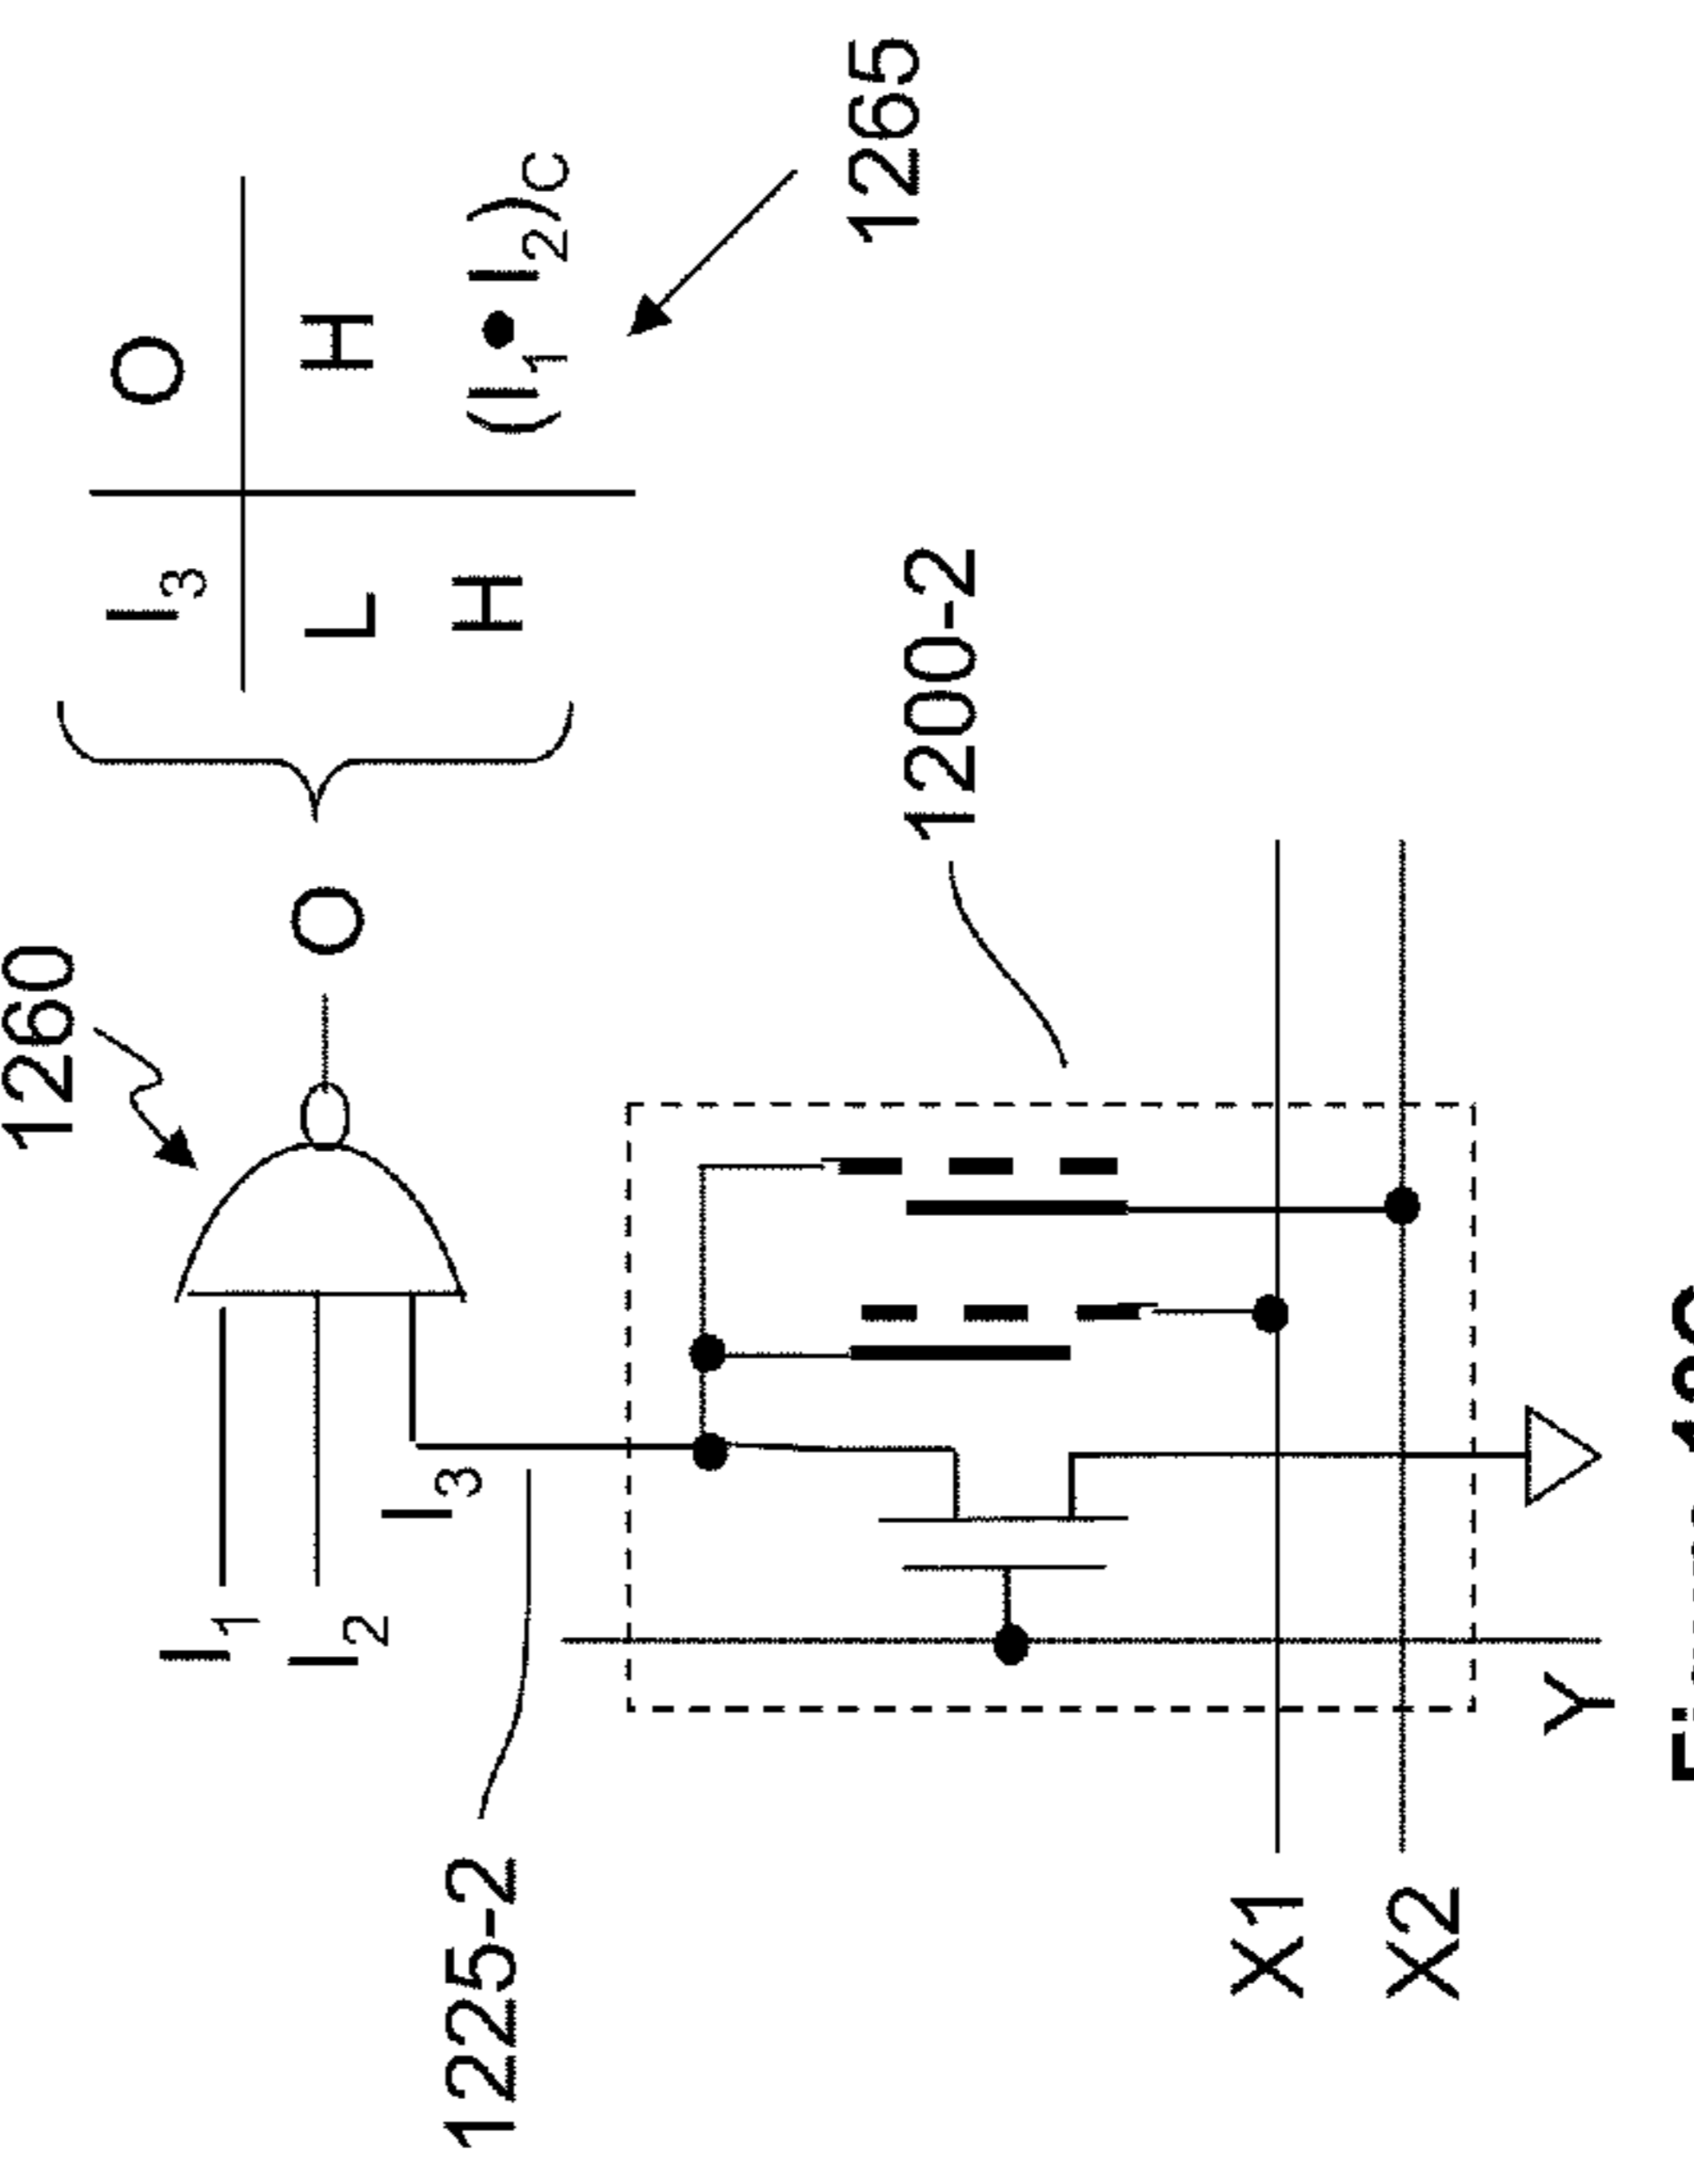 1260
I₃ O
L H
H (I₁•I₂)C
I₁
I₂
O
I₃
1225-2
1265
1200-2
X1
X2
Y